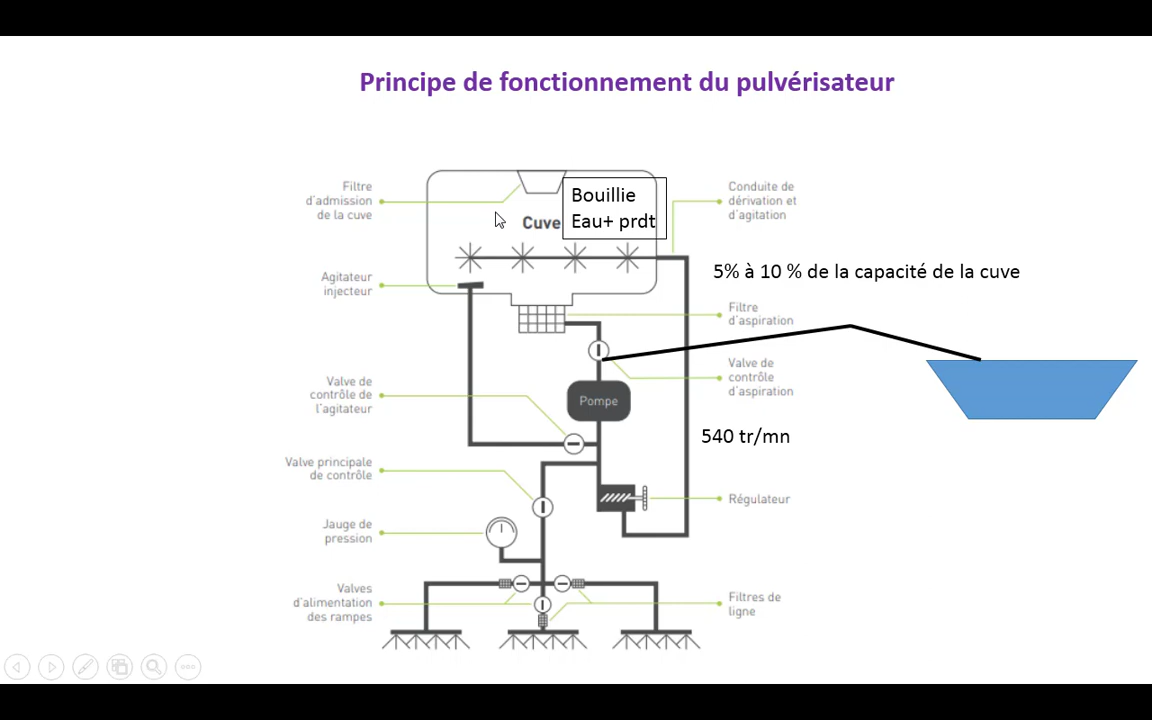 Principe de fonctionnement du pulvérisateur
Filtre
d'admission
de la cuve
Bouillie
Eau+ prdt
Cuve
Conduite de
dérivation et
d'agitation
Agitateur
injecteur
5% à 10 % de la capacité de la cuve
Filtre
d'aspiration
Valve de
contrôle
d'aspiration
Valve de
contrôle de
l'agitateur
Pompe
540 tr/mn
Valve principale
de contrôle
Régulateur
Jauge de
pression
Valves
d'alimentation
des rampes
Filtres de
ligne